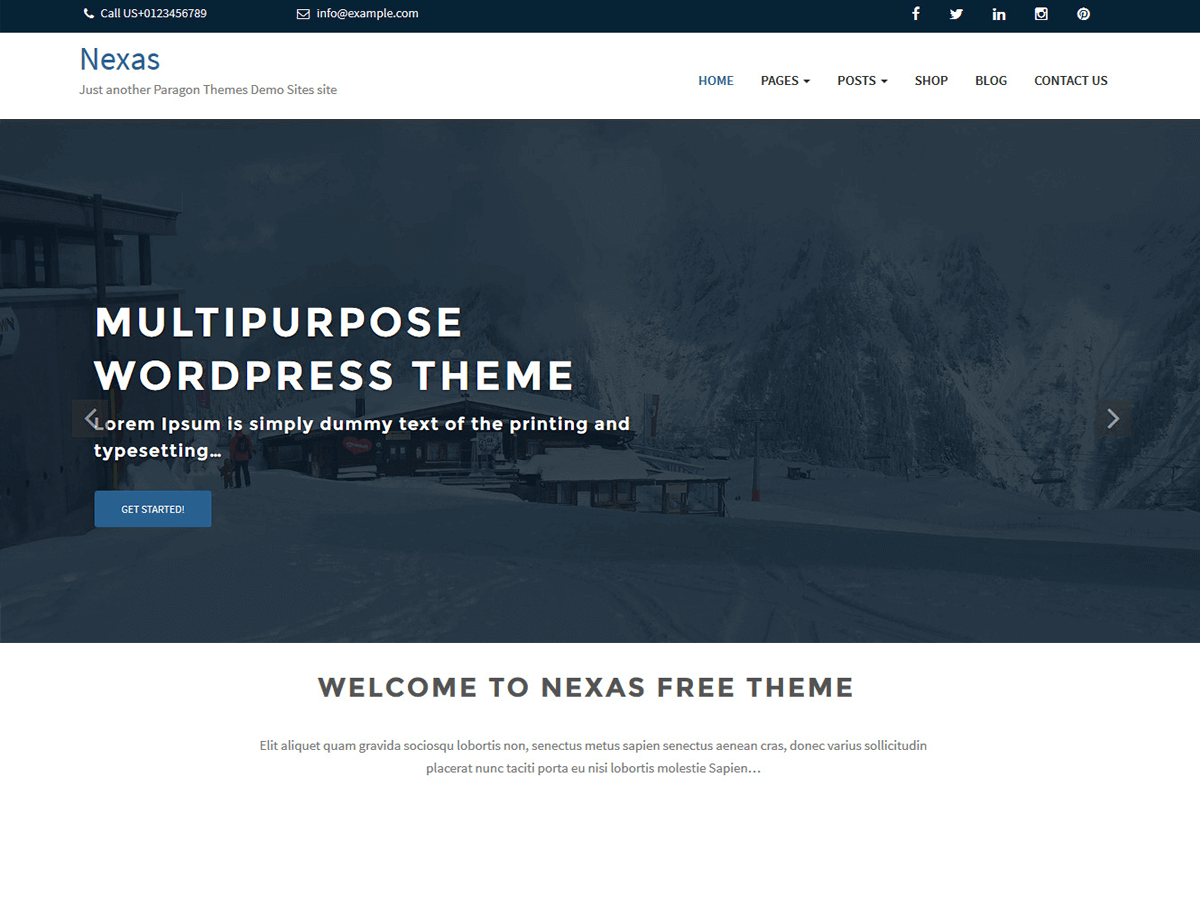 Call US+0123456789 info@example.com
Nexas
Just another Paragon Themes Demo Sites site
HOME PAGES POSTS SHOP BLOG CONTACT US
MULTIPURPOSE
WORDPRESS THEME
Lorem Ipsum is simply dummy text of the printing and
typesetting…
GET STARTED!
WELCOME TO NEXAS FREE THEME
Elit aliquet quam gravida sociosqu lobortis non, senectus metus sapien senectus aenean cras, donec varius sollicitudin
placerat nunc taciti porta eu nisi lobortis molestie Sapien…